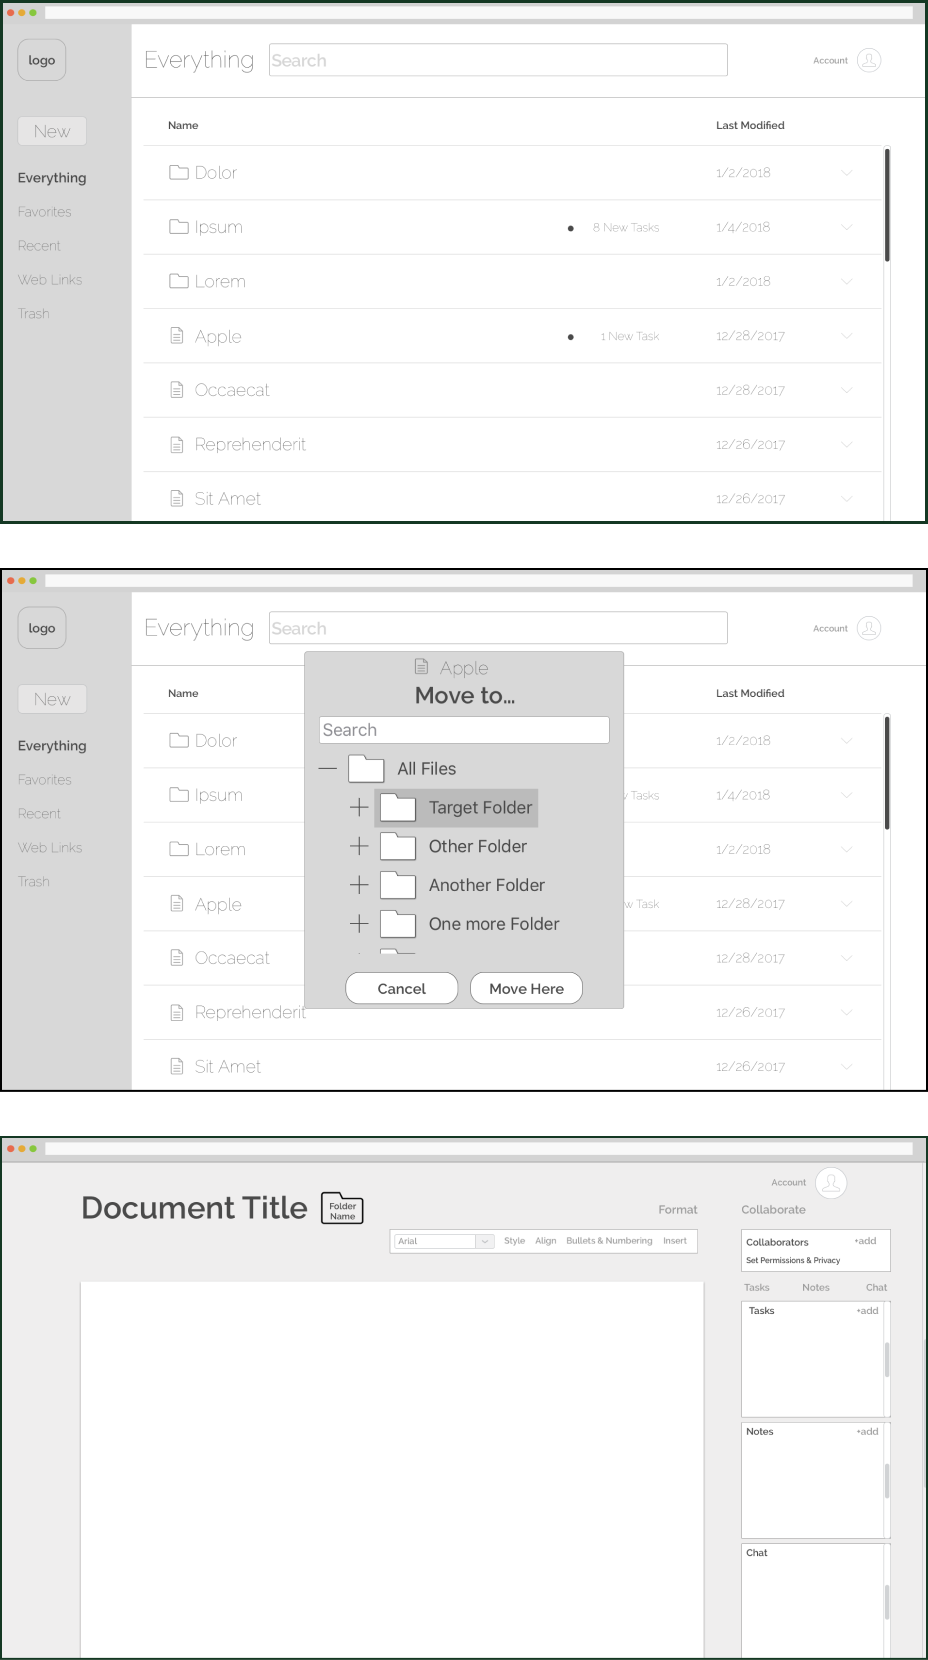 logo
Everything
Search
Account
New
Everything
Favorites
Recent
Web Links
Trash
Name Last Modified
Dolor 1/2/2018
Ipsum 8 New Tasks 1/4/2018
Lorem 1/2/2018
Apple 1 New Task 12/28/2017
Occaecat 12/28/2017
Reprehenderit 12/26/2017
Sit Amet 12/26/2017
logo
Everything
Search
Account
New
Everything
Favorites
Recent
Web Links
Trash
Name Last Modified
Dolor 1/2/2018
Ipsum Tasks 1/4/2018
Lorem 1/2/2018
Apple Task 12/28/2017
Occaecat 12/28/2017
Reprehenderit 12/26/2017
Sit Amet 12/26/2017
Apple
Move to...
Search
All Files
Target Folder
Other Folder
Another Folder
One more Folder
Cancel Move Here
Document Title
Folder
Name
Account
Format
Collaborate
Arial Style Align Bullets & Numbering Insert
Collaborators +add
Set Permissions & Privacy
Tasks Notes Chat
Tasks +add
Notes +add
Chat